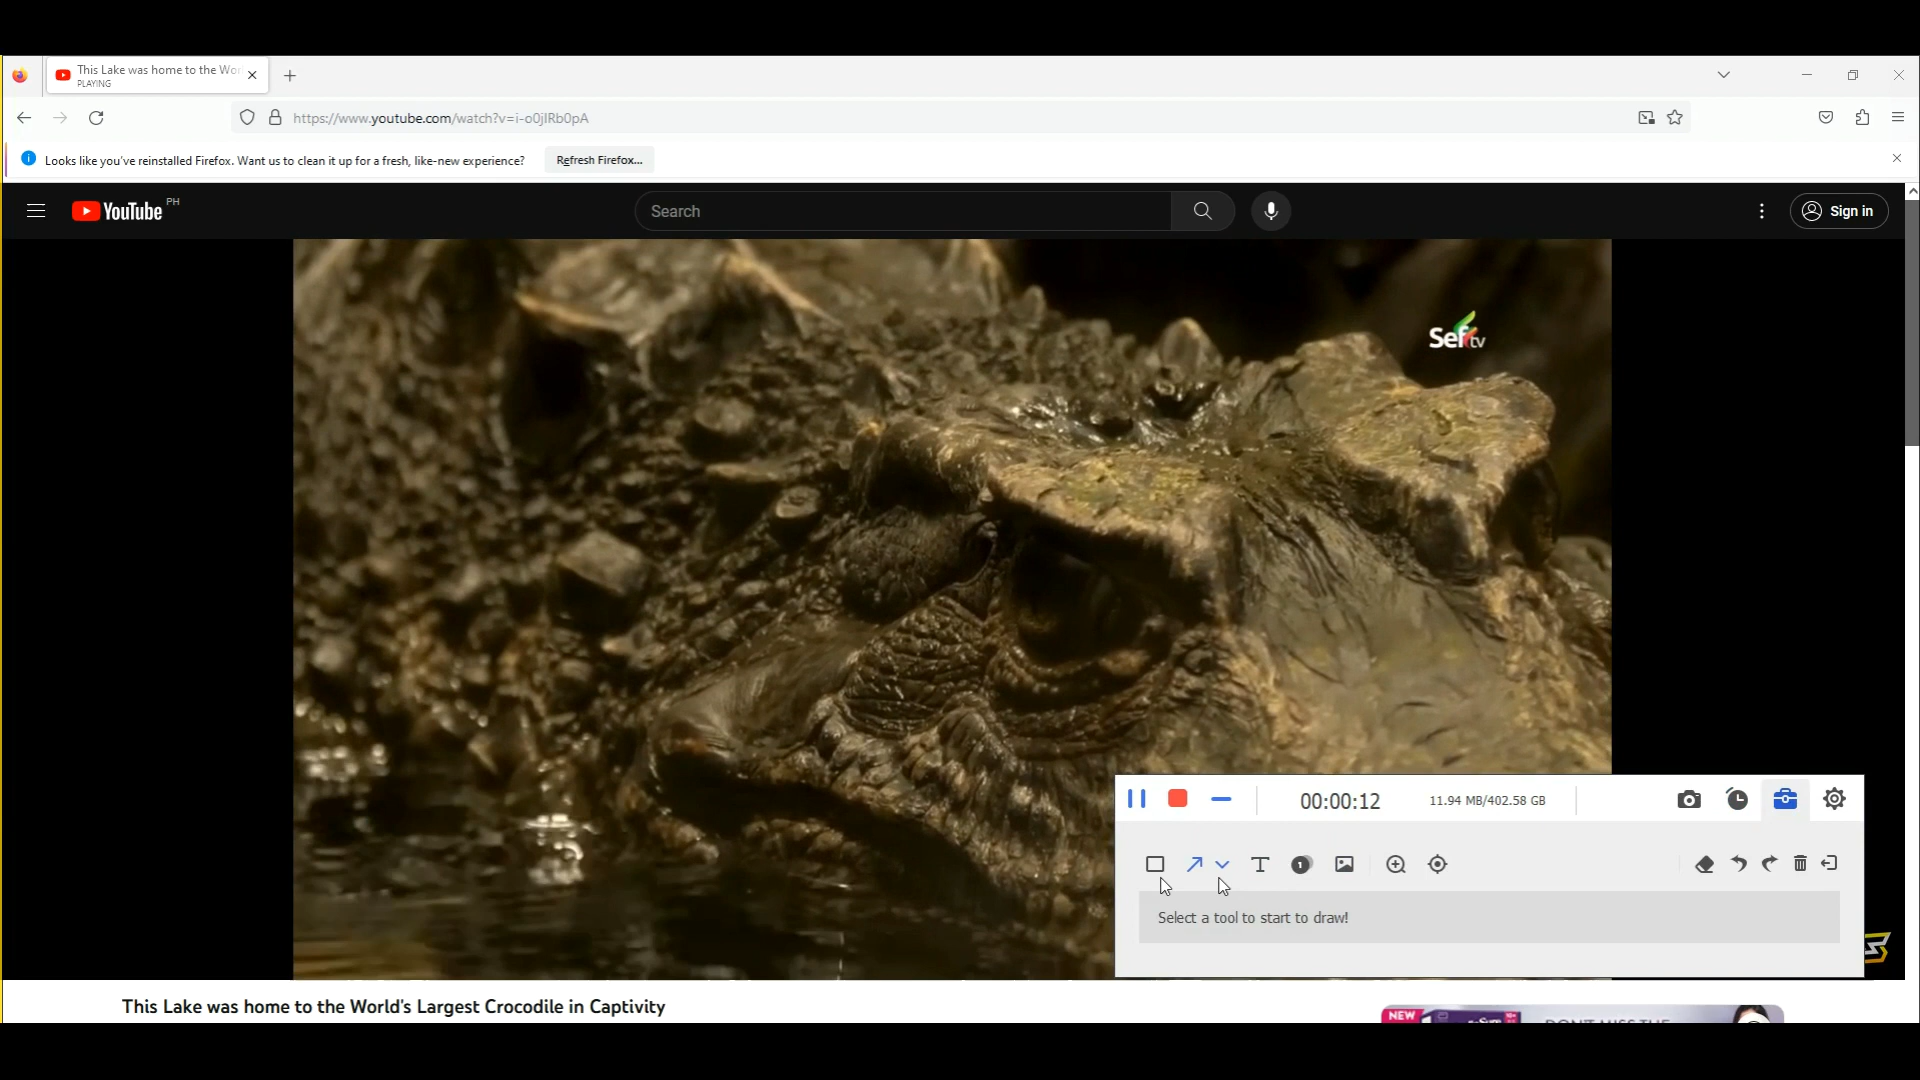 This Lake was home to the Wor
PLAYING
https://www.youtube.com/watch?v=i-o0jIRb0pA
Looks like you've reinstalled Firefox. Want us to clean it up for a fresh, like-new experience?
Refresh Firefox...
YouTube PH
Search
Sign in
Sef tv
00:00:12
11.94 MB/402.58 GB
T
1
Select a tool to start to draw!
This Lake was home to the World's Largest Crocodile in Captivity
NEW